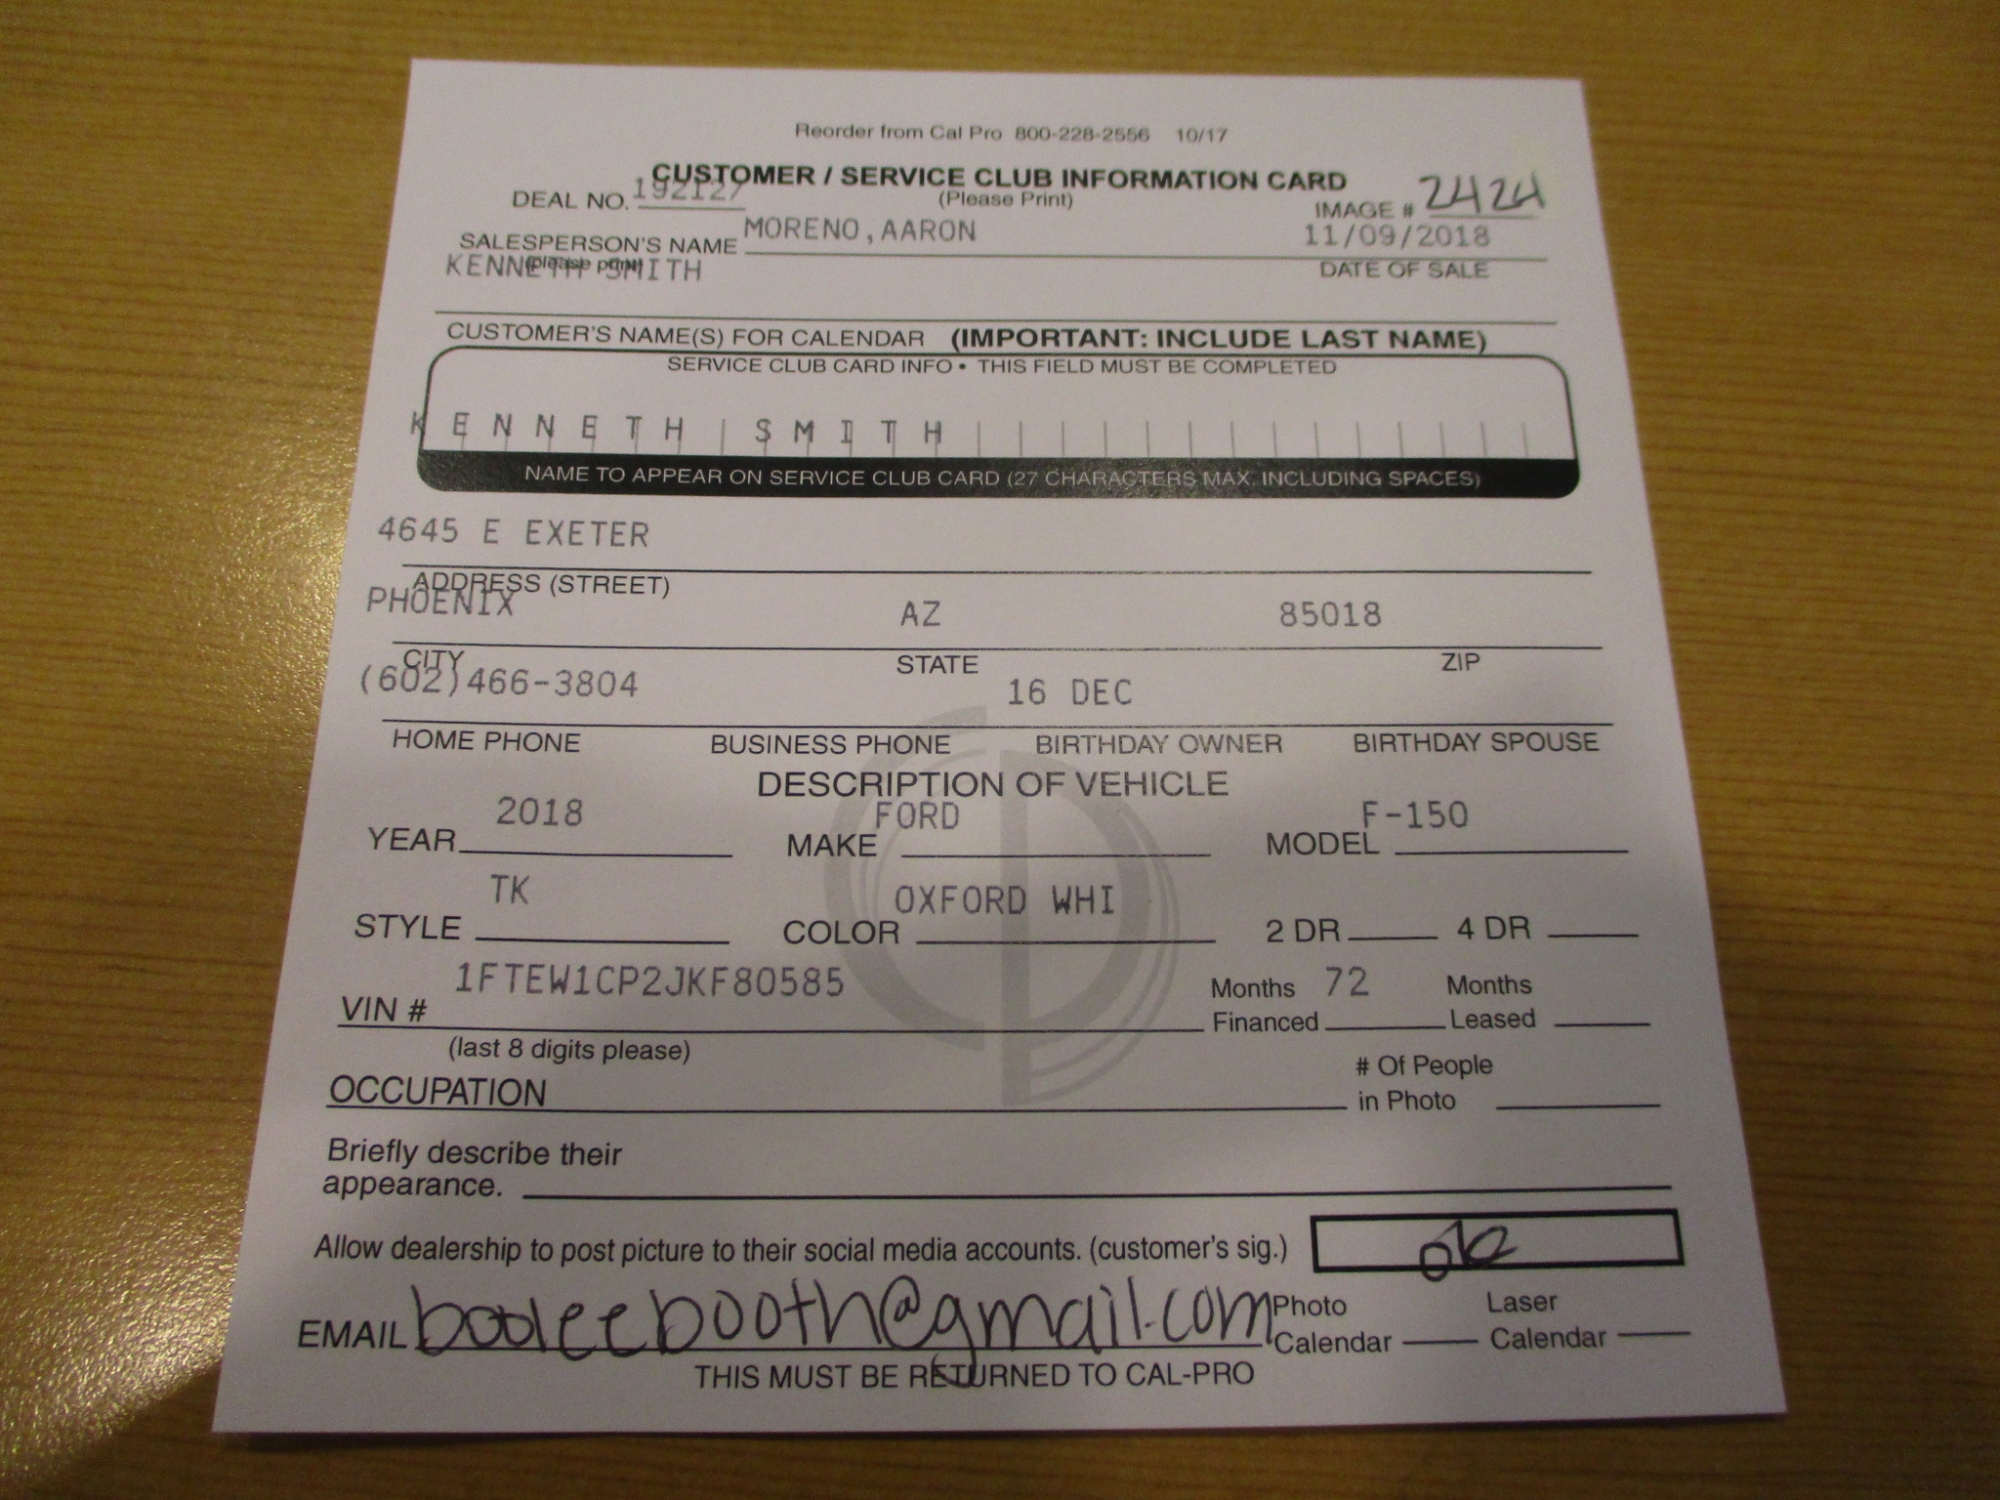 Reorder from Cal Pro 800-228-2556 10/17
CUSTOMER / SERVICE CLUB INFORMATION CARD
DEAL NO. 192127 (Please Print) IMAGE # 2424
SALESPERSON'S NAME MORENO,AARON 11/09/2018
(please print) DATE OF SALE
KENNETH SMITH
CUSTOMER'S NAME(S) FOR CALENDAR (IMPORTANT: INCLUDE LAST NAME)
SERVICE CLUB CARD INFO • THIS FIELD MUST BE COMPLETED
KENNETH SMITH
NAME TO APPEAR ON SERVICE CLUB CARD (27 CHARACTERS MAX. INCLUDING SPACES)
4645 E EXETER
ADDRESS (STREET)
PHOENIX AZ 85018
CITY STATE ZIP
(602)466-3804 16 DEC
HOME PHONE BUSINESS PHONE BIRTHDAY OWNER BIRTHDAY SPOUSE
DESCRIPTION OF VEHICLE
2018 FORD F-150
YEAR MAKE MODEL
TK OXFORD WHI
STYLE COLOR 2 DR 4 DR
1FTEW1CP2JKF80585 Months 72 Months
VIN # Financed Leased
(last 8 digits please)
# Of People
OCCUPATION in Photo
Briefly describe their
appearance.
Allow dealership to post picture to their social media accounts. (customer's sig.) ok
Photo Laser
EMAIL @gmail.com Calendar Calendar
THIS MUST BE RETURNED TO CAL-PRO